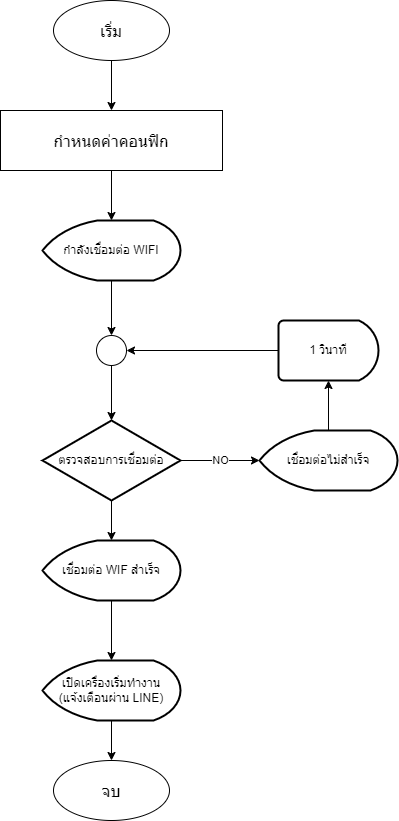 เริ่ม
กำหนดค่าคอนฟิก
กำลังเชื่อมต่อ WIFI
1 วินาที
ตรวจสอบการเชื่อมต่อ
NO
เชื่อมต่อไม่สำเร็จ
เชื่อมต่อ WIF สำเร็จ
เปิดเครื่องเริ่มทำงาน
(แจ้งเตือนผ่าน LINE)
จบ